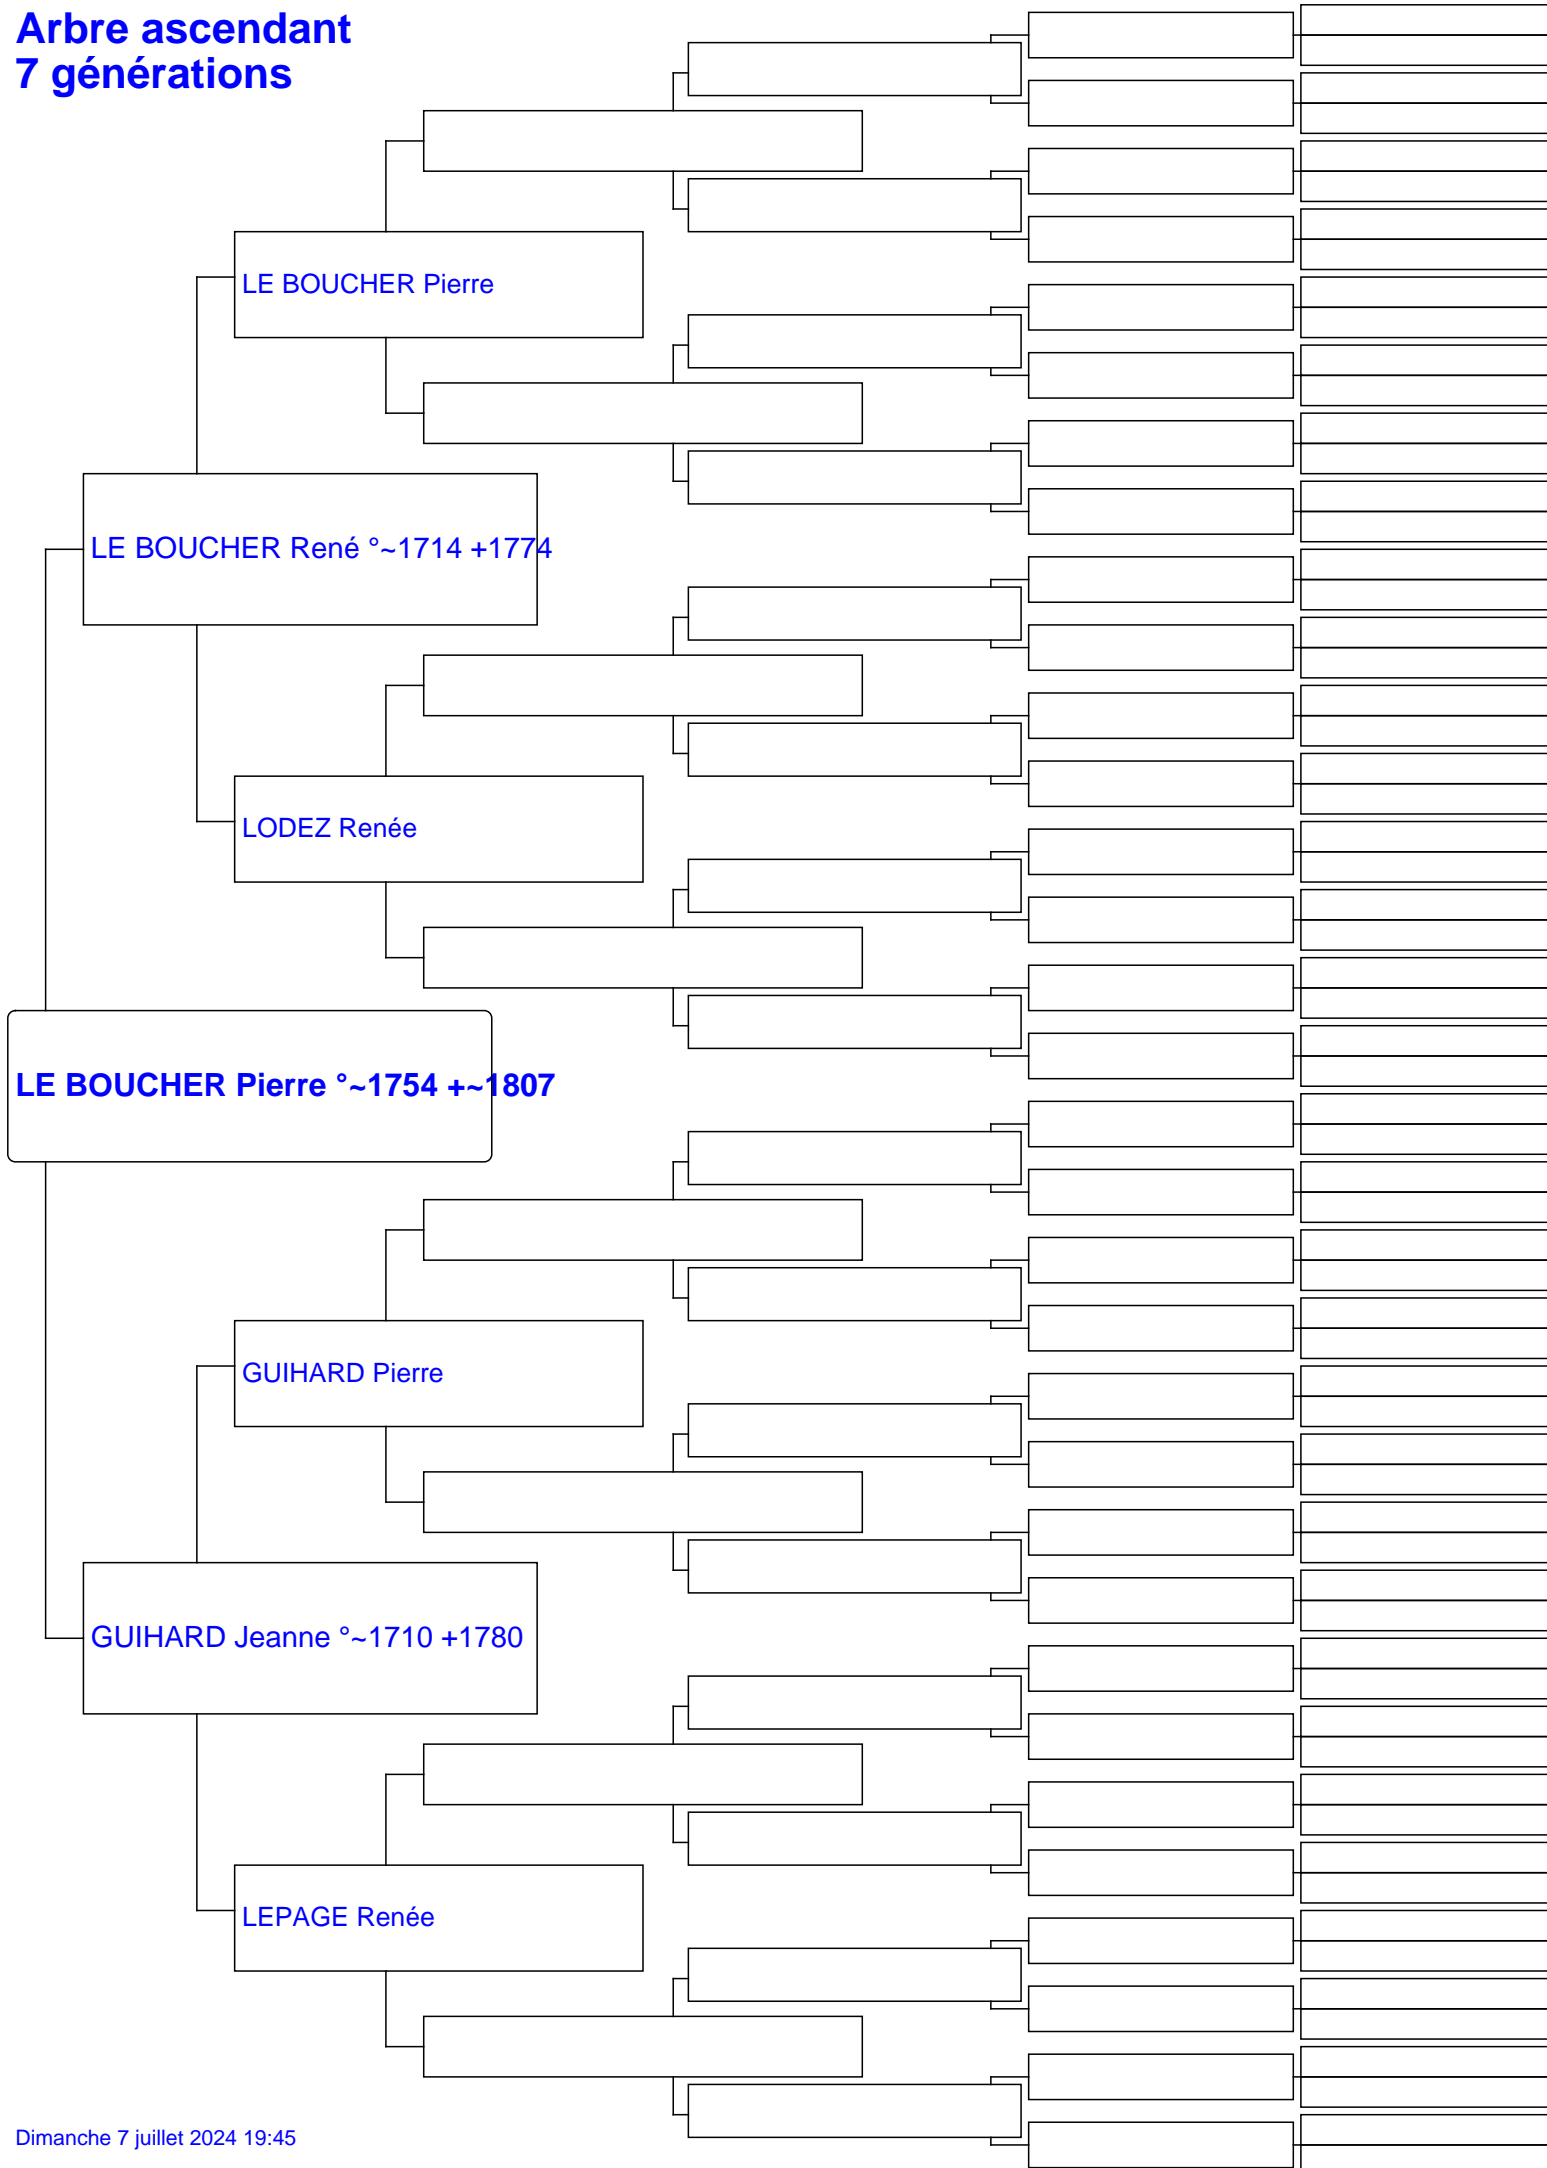 Arbre ascendant
7 générations
LE BOUCHER Pierre
LE BOUCHER René °~1714 +1774
LODEZ Renée
LE BOUCHER Pierre °~1754 +~1807
GUIHARD Pierre
GUIHARD Jeanne °~1710 +1780
LEPAGE Renée
Dimanche 7 juillet 2024 19:45